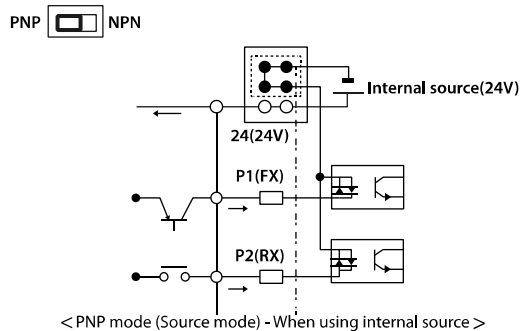 PNP NPN
Internal source(24V)
24(24V)
P1(FX)
P2(RX)
< PNP mode (Source mode) - When using internal source >